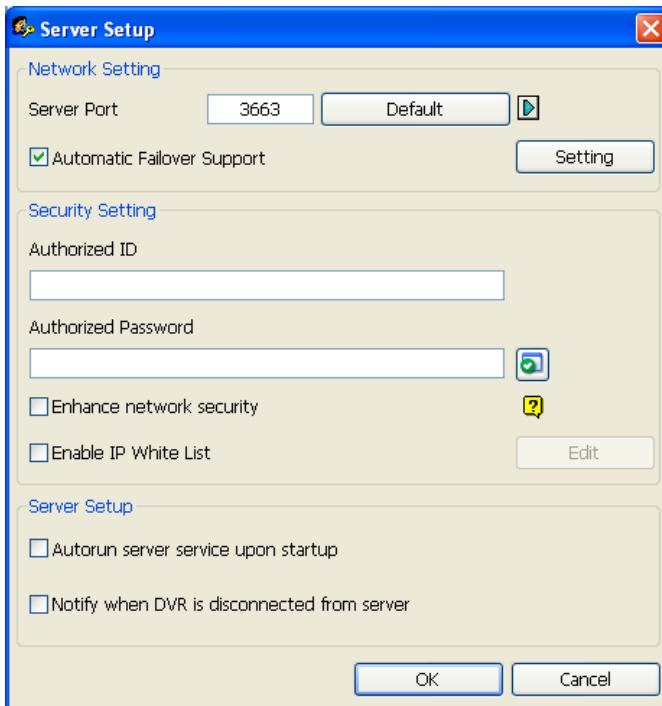 Server Setup
Network Setting
Server Port 3663 Default
Automatic Failover Support Setting
Security Setting
Authorized ID
Authorized Password
Enhance network security ?
Enable IP White List Edit
Server Setup
Autorun server service upon startup
Notify when DVR is disconnected from server
OK Cancel